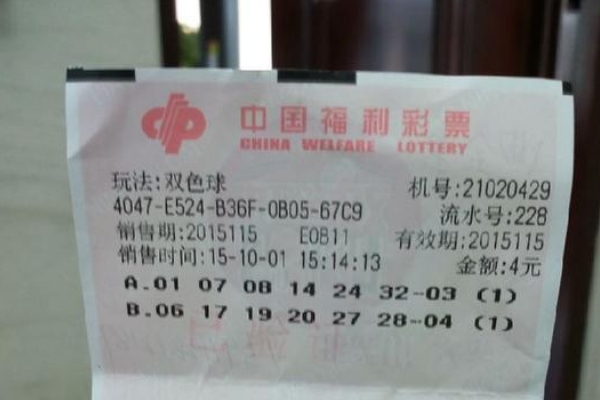 中国福利彩票
CHINA WELFARE LOTTERY
玩法:双色球 机号:21020429
4047-E524-B36F-0B05-67C9 流水号:228
销售期:2015115 E0B11 有效期:2015115
销售时间:15-10-01 15:14:13 金额:4元
A.01 07 08 14 24 32-03 (1)
B.06 17 19 20 27 28-04 (1)